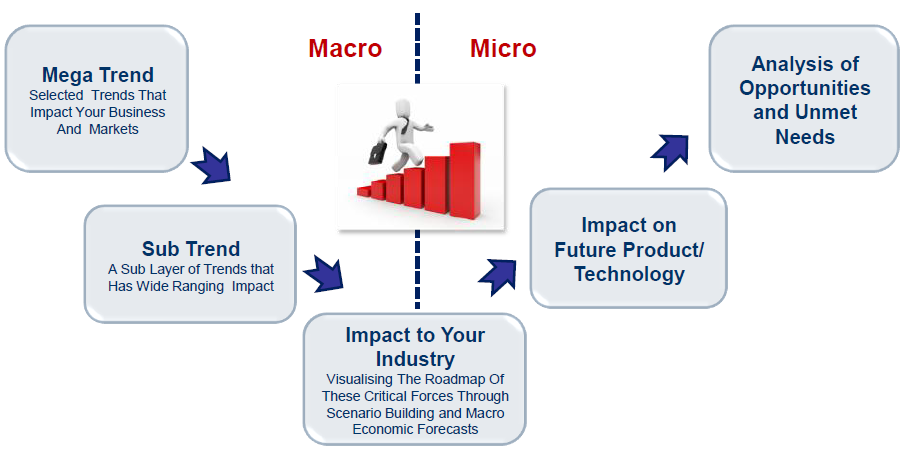 Macro
Micro
Mega Trend
Selected Trends That
Impact Your Business
And Markets
Sub Trend
A Sub Layer of Trends that
Has Wide Ranging Impact
Impact to Your
Industry
Visualising The Roadmap Of
These Critical Forces Through
Scenario Building and Macro
Economic Forecasts
Impact on
Future Product/
Technology
Analysis of
Opportunities
and Unmet
Needs